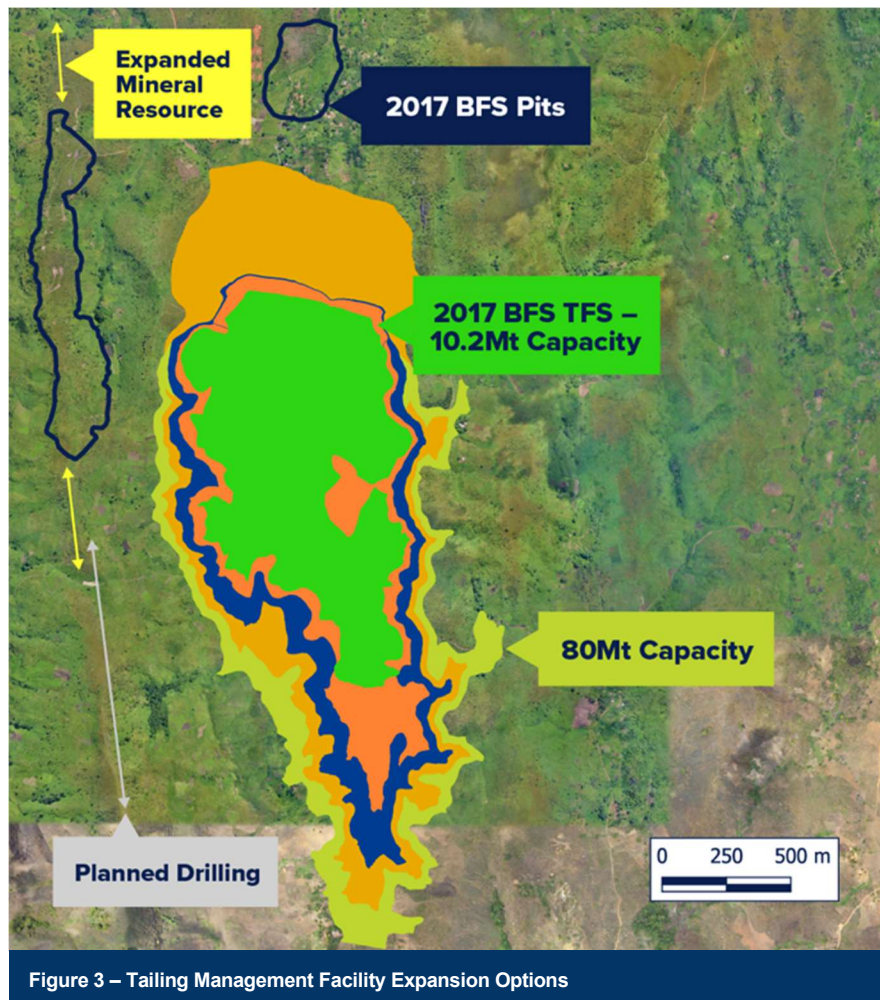 Expanded
Mineral
Resource
2017 BFS Pits
2017 BFS TFS –
10.2Mt Capacity
80Mt Capacity
Planned Drilling
0 250 500 m
Figure 3 – Tailing Management Facility Expansion Options